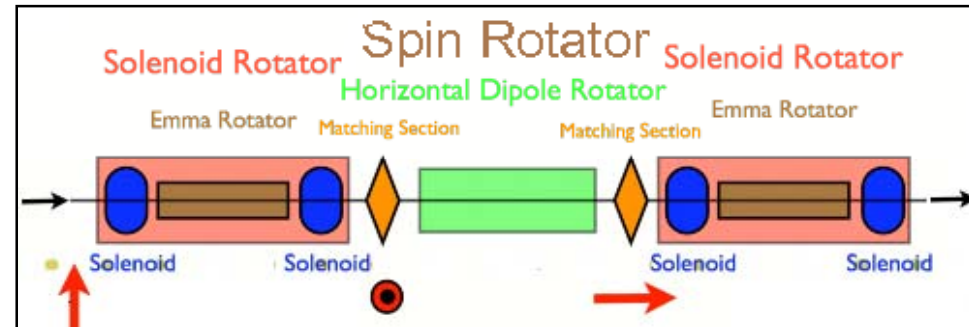 Spin Rotator
Solenoid Rotator
Solenoid Rotator
Horizontal Dipole Rotator
Emma Rotator
Matching Section
Matching Section
Emma Rotator
Solenoid
Solenoid
Solenoid
Solenoid